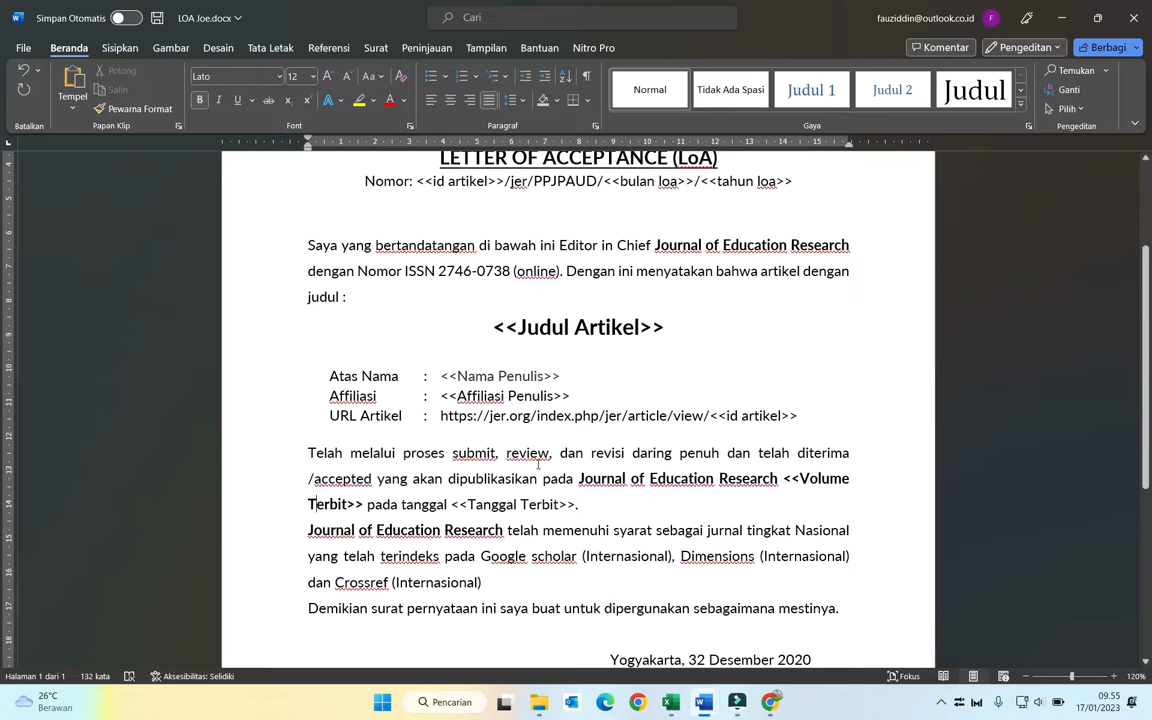 Simpan Otomatis
LOA Joe.docx
Cari
fauziddin@outlook.co.id
F
File Beranda Sisipkan Gambar Desain Tata Letak Referensi Surat Peninjauan Tampilan Bantuan Nitro Pro
Komentar Pengeditan Berbagi
Tempel
Potong
Salin
Pewarna Format
Lato 12
Normal
Tidak Ada Spasi
Judul 1
Judul 2
Judul
Temukan
Ganti
Pilih
Batalkan Papan Klip Font Paragraf Gaya Pengeditan
LETTER OF ACCEPTANCE (LoA)
Nomor: <<id artikel>>/jer/PPJPAUD/<<bulan loa>>/<<tahun loa>>
Saya yang bertandatangan di bawah ini Editor in Chief Journal of Education Research
dengan Nomor ISSN 2746-0738 (online). Dengan ini menyatakan bahwa artikel dengan
judul :
<<Judul Artikel>>
Atas Nama : <<Nama Penulis>>
Affiliasi : <<Affiliasi Penulis>>
URL Artikel : https://jer.org/index.php/jer/article/view/<<id artikel>>
Telah melalui proses submit, review, dan revisi daring penuh dan telah diterima
/accepted yang akan dipublikasikan pada Journal of Education Research <<Volume
Terbit>> pada tanggal <<Tanggal Terbit>>.
Journal of Education Research telah memenuhi syarat sebagai jurnal tingkat Nasional
yang telah terindeks pada Google scholar (Internasional), Dimensions (Internasional)
dan Crossref (Internasional)
Demikian surat pernyataan ini saya buat untuk dipergunakan sebagaimana mestinya.
Yogyakarta, 32 Desember 2020
Halaman 1 dari 1 132 kata Aksesibilitas: Selidiki Fokus 120%
26°C
Berawan
Pencarian
09.55
17/01/2023